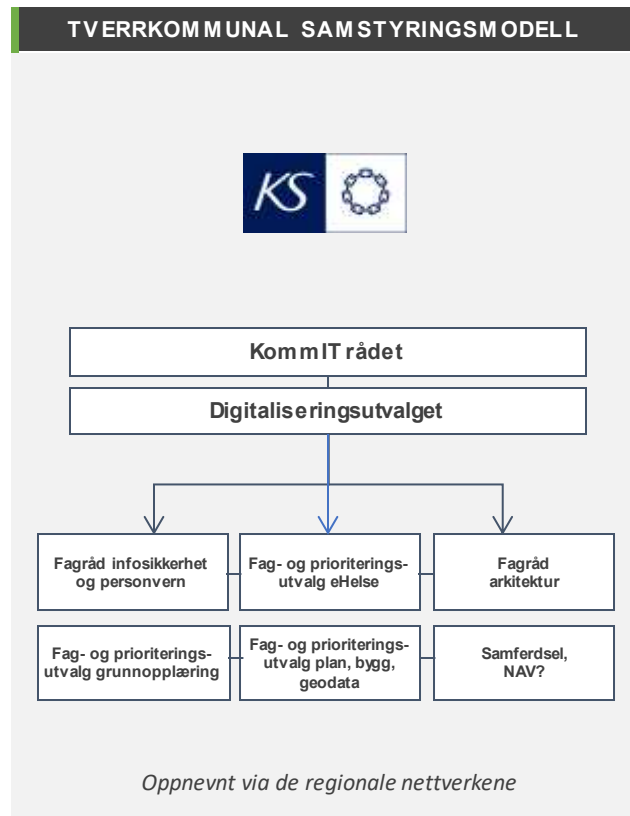 TVERRKOMMUNAL SAMSTYRINGSMODELL
KS
KommIT rådet
Digitaliseringsutvalget
Fagråd infosikkerhet
og personvern
Fag- og prioriterings-
utvalg eHelse
Fagråd
arkitektur
Fag- og prioriterings-
utvalg grunnopplæring
Fag- og prioriterings-
utvalg plan, bygg,
geodata
Samferdsel,
NAV?
Oppnevnt via de regionale nettverkene